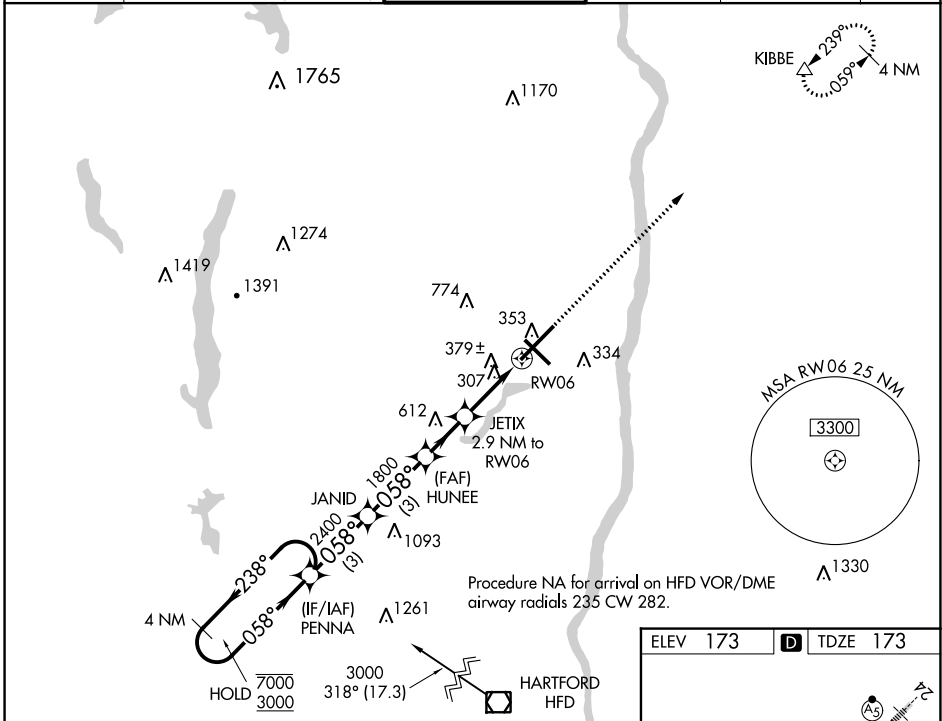 1765
1170
KIBBE
239°
059°
4 NM
1274
1419
1391
774
353
379±
307
334
RW06
612
JETIX
2.9 NM to
RW06
MSA RW06 25 NM
3300
1330
1800
058°
(3)
(FAF)
HUNEE
JANID
2400
058°
(3)
1093
238°
058°
4 NM
(IF/IAF)
PENNA
1261
HOLD
7000
3000
Procedure NA for arrival on HFD VOR/DME
airway radials 235 CW 282.
3000
318° (17.3)
HARTFORD
HFD
ELEV 173 D TDZE 173
A5
24